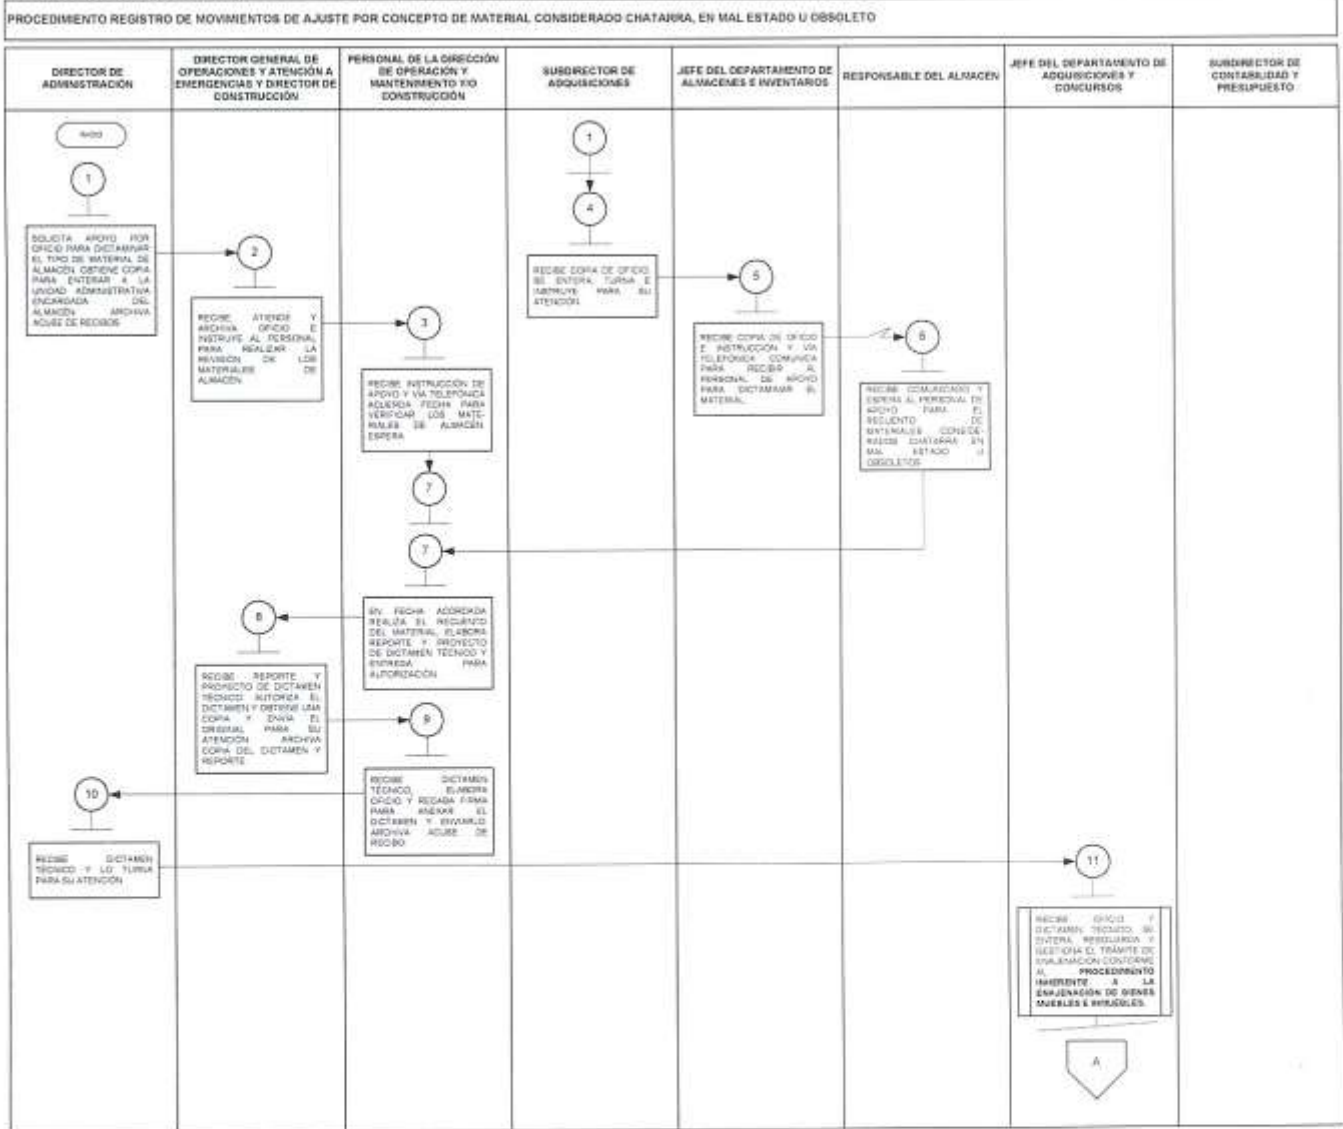 PROCEDIMIENTO REGISTRO DE MOVIMIENTOS DE AJUSTE POR CONCEPTO DE MATERIAL CONSIDERADO CHATARRA, EN MAL ESTADO U OBSOLETO
DIRECTOR DE
ADMINISTRACIÓN
DIRECTOR GENERAL DE
OPERACIONES Y ATENCIÓN A
EMERGENCIAS Y DIRECTOR DE
CONSTRUCCIÓN
PERSONAL DE LA DIRECCIÓN
DE OPERACIÓN Y
MANTENIMIENTO Y/O
CONSTRUCCIÓN
SUBDIRECTOR DE
ADQUISICIONES
JEFE DEL DEPARTAMENTO DE
ALMACENES E INVENTARIOS
RESPONSABLE DEL ALMACÉN
JEFE DEL DEPARTAMENTO DE
ADQUISICIONES Y
CONCURSOS
SUBDIRECTOR DE
CONTABILIDAD Y
PRESUPUESTO
INICIO
1
SOLICITA APOYO POR
OFICIO PARA DICTAMINAR
EL TIPO DE MATERIAL DE
ALMACÉN, OBTIENE COPIA
PARA ENTERAR A LA
UNIDAD ADMINISTRATIVA
ENCARGADA DEL
ALMACÉN. ARCHIVA
ACUSE DE RECIBOS
2
RECIBE ATIENDE Y
ARCHIVA OFICIO E
INSTRUYE AL PERSONAL
PARA REALIZAR LA
REVISIÓN DE LOS
MATERIALES DE
ALMACÉN.
3
RECIBE INSTRUCCIÓN DE
APOYO Y VÍA TELEFÓNICA
ACUERDA FECHA PARA
VERIFICAR LOS MATE-
RIALES DE ALMACÉN.
ESPERA
7
1
4
RECIBE COPIA DE OFICIO,
SE ENTERA, TURNA E
INSTRUYE PARA SU
ATENCIÓN.
5
RECIBE COPIA DE OFICIO
E INSTRUCCIÓN Y VÍA
TELEFÓNICA COMUNICA
PARA RECIBIR AL
PERSONAL DE APOYO
PARA DICTAMINAR EL
MATERIAL.
6
RECIBE COMUNICADO Y
ESPERA AL PERSONAL DE
APOYO PARA EL
RECUENTO DE
MATERIALES CONSIDE-
RADOS CHATARRA EN
MAL ESTADO U
OBSOLETOS
7
EN FECHA ACORDADA
REALIZA EL RECUENTO
DEL MATERIAL, ELABORA
REPORTE Y PROYECTO
DE DICTAMEN TÉCNICO Y
ENTREGA PARA
AUTORIZACIÓN
8
RECIBE REPORTE Y
PROYECTO DE DICTAMEN
TÉCNICO AUTORIZA EL
DICTAMEN Y OBTIENE UNA
COPIA Y ENVÍA EL
ORIGINAL PARA SU
ATENCIÓN ARCHIVA
COPIA DEL DICTAMEN Y
REPORTE
9
RECIBE DICTAMEN
TÉCNICO, ELABORA
OFICIO Y RECABA FIRMA
PARA ANEXAR EL
DICTAMEN Y ENVIARLO.
ARCHIVA ACUSE DE
RECIBO
10
RECIBE DICTAMEN
TÉCNICO Y LO TURNA
PARA SU ATENCIÓN
11
RECIBE OFICIO Y
DICTAMEN TÉCNICO, SE
ENTERA, RESGUARDA Y
GESTIONA EL TRÁMITE DE
ENAJENACIÓN CONFORME
AL PROCEDIMIENTO
INHERENTE A LA
ENAJENACIÓN DE BIENES
MUEBLES E INMUEBLES.
A